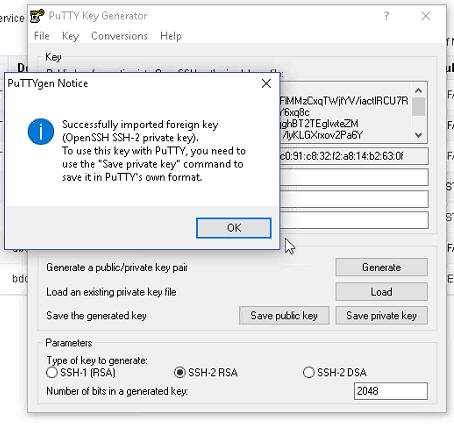 ervice
PuTTY Key Generator
File Key Conversions Help
Key
PuTTYgen Notice
Successfully imported foreign key
(OpenSSH SSH-2 private key).
To use this key with PuTTY, you need to
use the "Save private key" command to
save it in PuTTY's own format.
OK
FIMMzCxqTWjfYV/iactIRCU7R
Y6xq8c
ghBT2TEglwteZM
/lyKLGXrxov2Pa6Y
c0:91:c8:32:f2:a8:14:b2:63:0f
Generate a public/private key pair
Generate
Load an existing private key file
Load
Save the generated key
Save public key
Save private key
Parameters
Type of key to generate:
SSH-1 (RSA)
SSH-2 RSA
SSH-2 DSA
Number of bits in a generated key:
2048